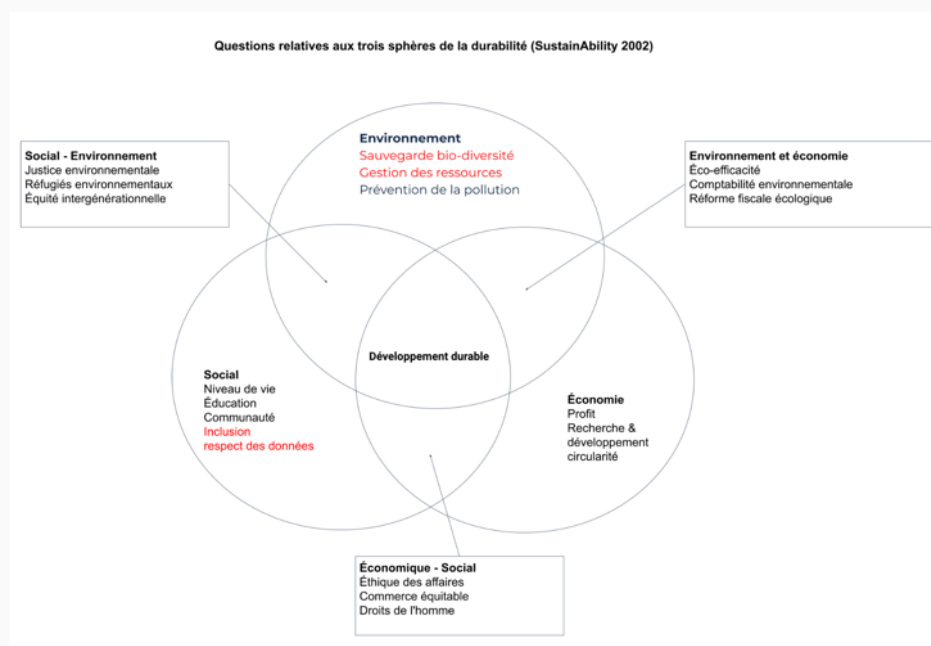 Questions relatives aux trois sphères de la durabilité (SustainAbility 2002)
Environnement
Sauvegarde bio-diversité
Gestion des ressources
Prévention de la pollution
Social - Environnement
Justice environnementale
Réfugiés environnementaux
Équité intergénérationnelle
Environnement et économie
Éco-efficacité
Comptabilité environnementale
Réforme fiscale écologique
Développement durable
Social
Niveau de vie
Éducation
Communauté
Inclusion
respect des données
Économie
Profit
Recherche &
développement
circularité
Économique - Social
Éthique des affaires
Commerce équitable
Droits de l'homme